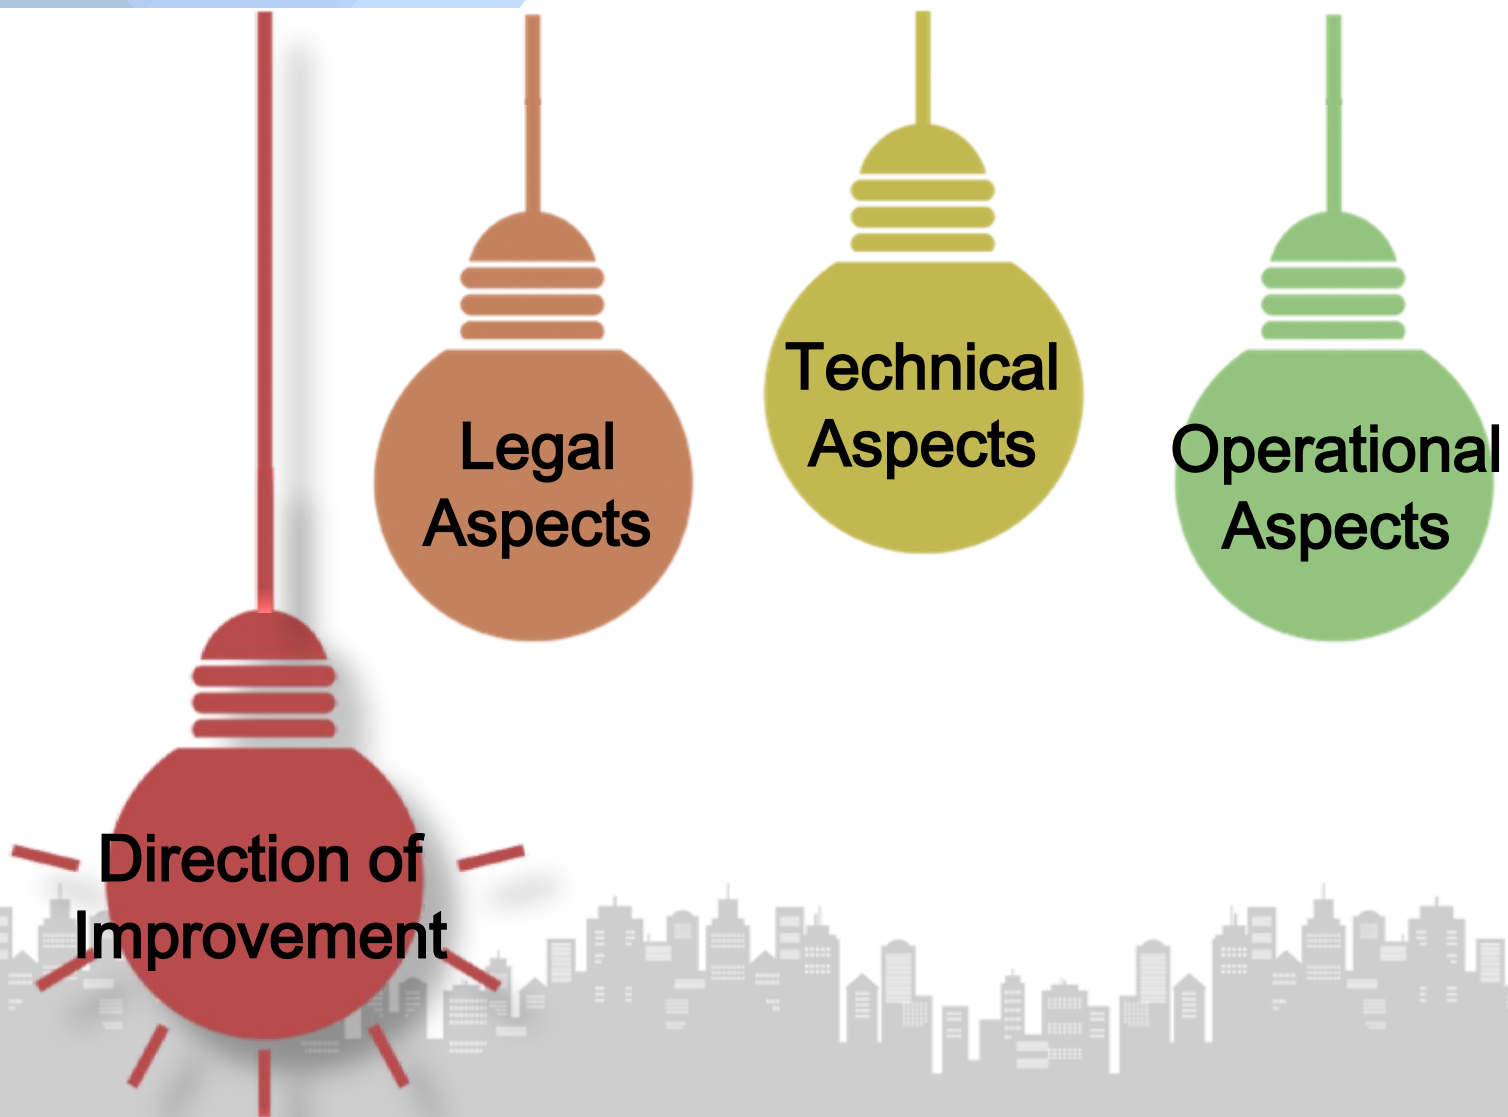 Legal
Aspects
Technical
Aspects
Operational
Aspects
Direction of
Improvement